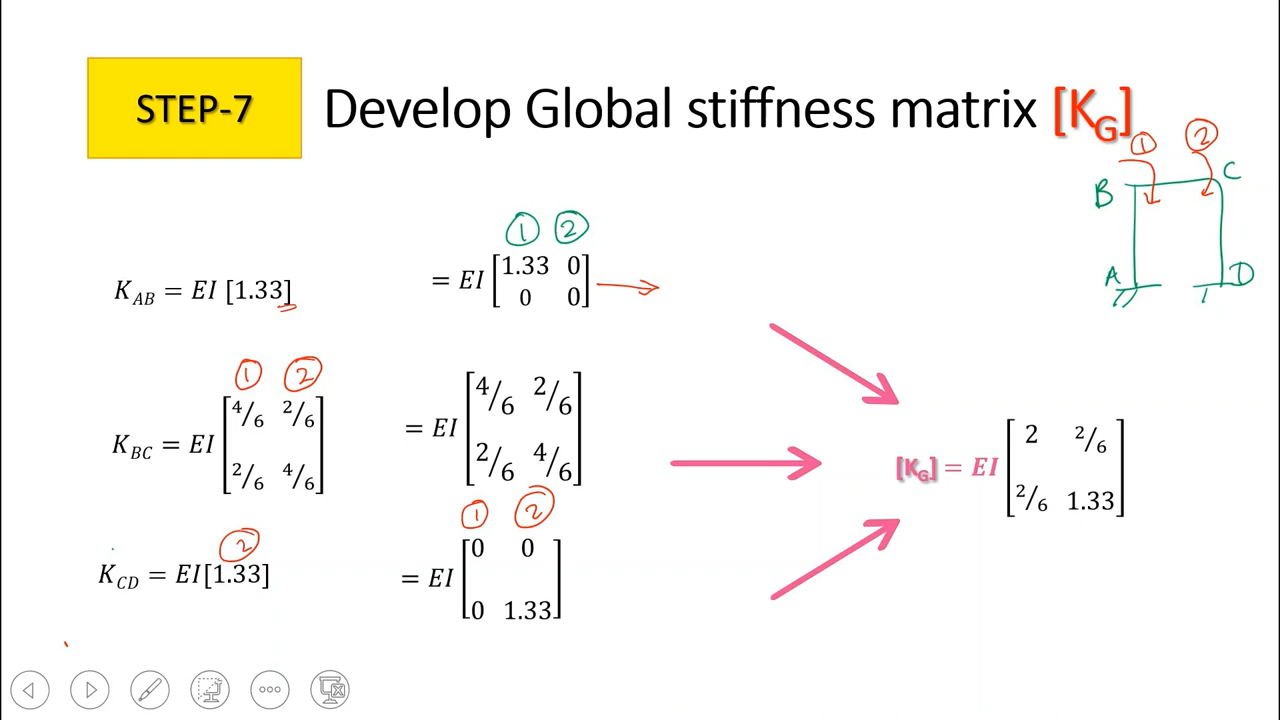 STEP-7
Develop Global stiffness matrix [K_G]
① ②
B C
A D
① ②
K_AB = EI [1.33]
= EI [1.33 0
0 0]
① ②
K_BC = EI [4/6 2/6
2/6 4/6]
= EI [4/6 2/6
2/6 4/6]
[K_G] = EI [2 2/6
2/6 1.33]
②
K_CD = EI[1.33]
① ②
= EI [0 0
0 1.33]